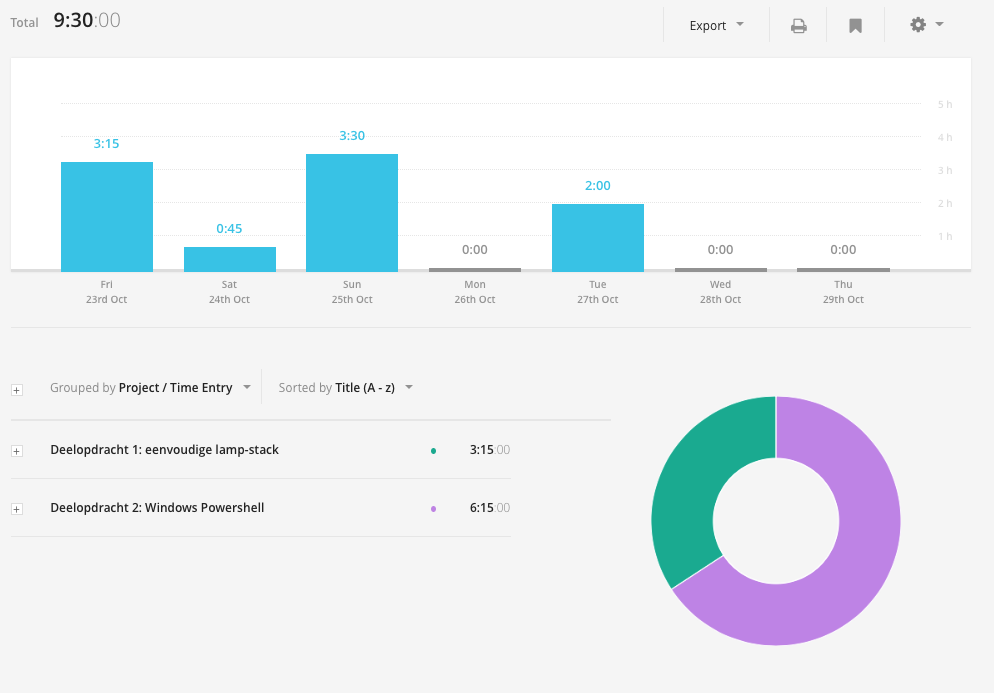 Total 9:30:00
Export
5 h
4 h
3:30
3:15
3 h
2:00
2 h
0:45
1 h
0:00 0:00 0:00
Fri Sat Sun Mon Tue Wed Thu
23rd Oct 24th Oct 25th Oct 26th Oct 27th Oct 28th Oct 29th Oct
Grouped by Project / Time Entry Sorted by Title (A - z)
Deelopdracht 1: eenvoudige lamp-stack 3:15:00
Deelopdracht 2: Windows Powershell 6:15:00